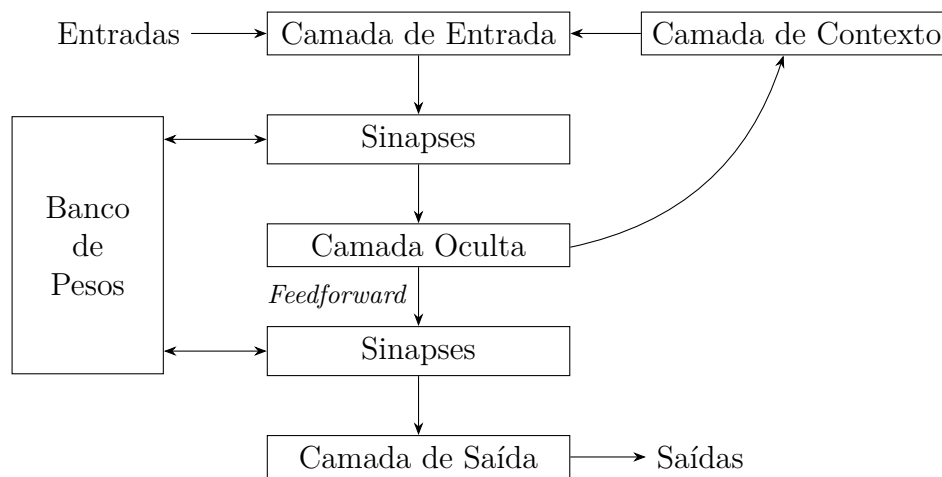 Entradas
Camada de Entrada
Camada de Contexto
Sinapses
Banco
de
Pesos
Camada Oculta
Feedforward
Sinapses
Camada de Saída
Saídas